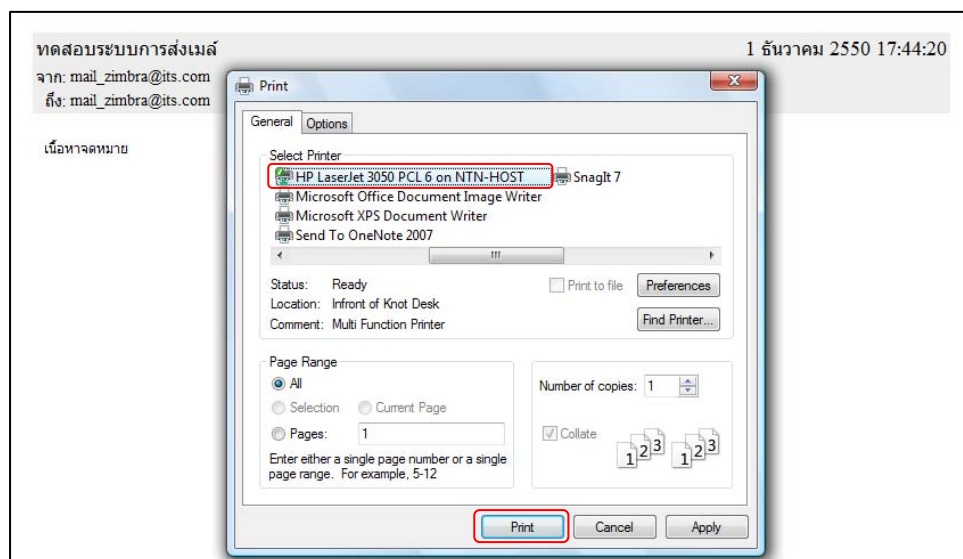 ทดสอบระบบการส่งเมล์ 1 ธันวาคม 2550 17:44:20
จาก: mail_zimbra@its.com
ถึง: mail_zimbra@its.com
เนื้อหาจดหมาย
Print
General Options
Select Printer
HP LaserJet 3050 PCL 6 on NTN-HOST SnagIt 7
Microsoft Office Document Image Writer
Microsoft XPS Document Writer
Send To OneNote 2007
Status: Ready Print to file Preferences
Location: Infront of Knot Desk
Comment: Multi Function Printer Find Printer...
Page Range
All Number of copies: 1
Selection Current Page
Pages: 1 Collate
1 2 3 1 2 3
Enter either a single page number or a single
page range. For example, 5-12
Print Cancel Apply